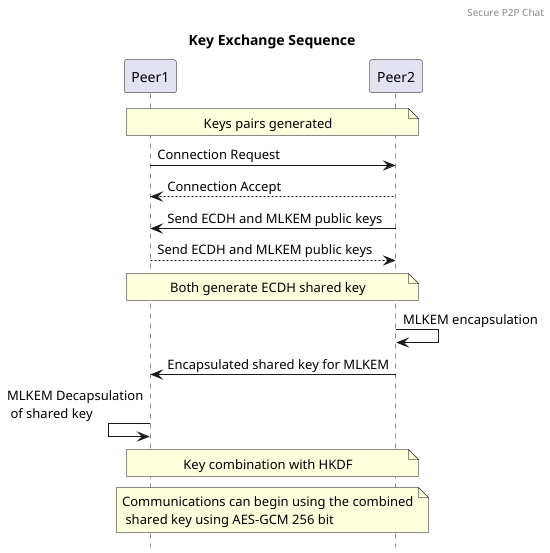 Secure P2P Chat
Key Exchange Sequence
Peer1
Peer2
Keys pairs generated
Connection Request
Connection Accept
Send ECDH and MLKEM public keys
Send ECDH and MLKEM public keys
Both generate ECDH shared key
MLKEM encapsulation
Encapsulated shared key for MLKEM
MLKEM Decapsulation
of shared key
Key combination with HKDF
Communications can begin using the combined
shared key using AES-GCM 256 bit